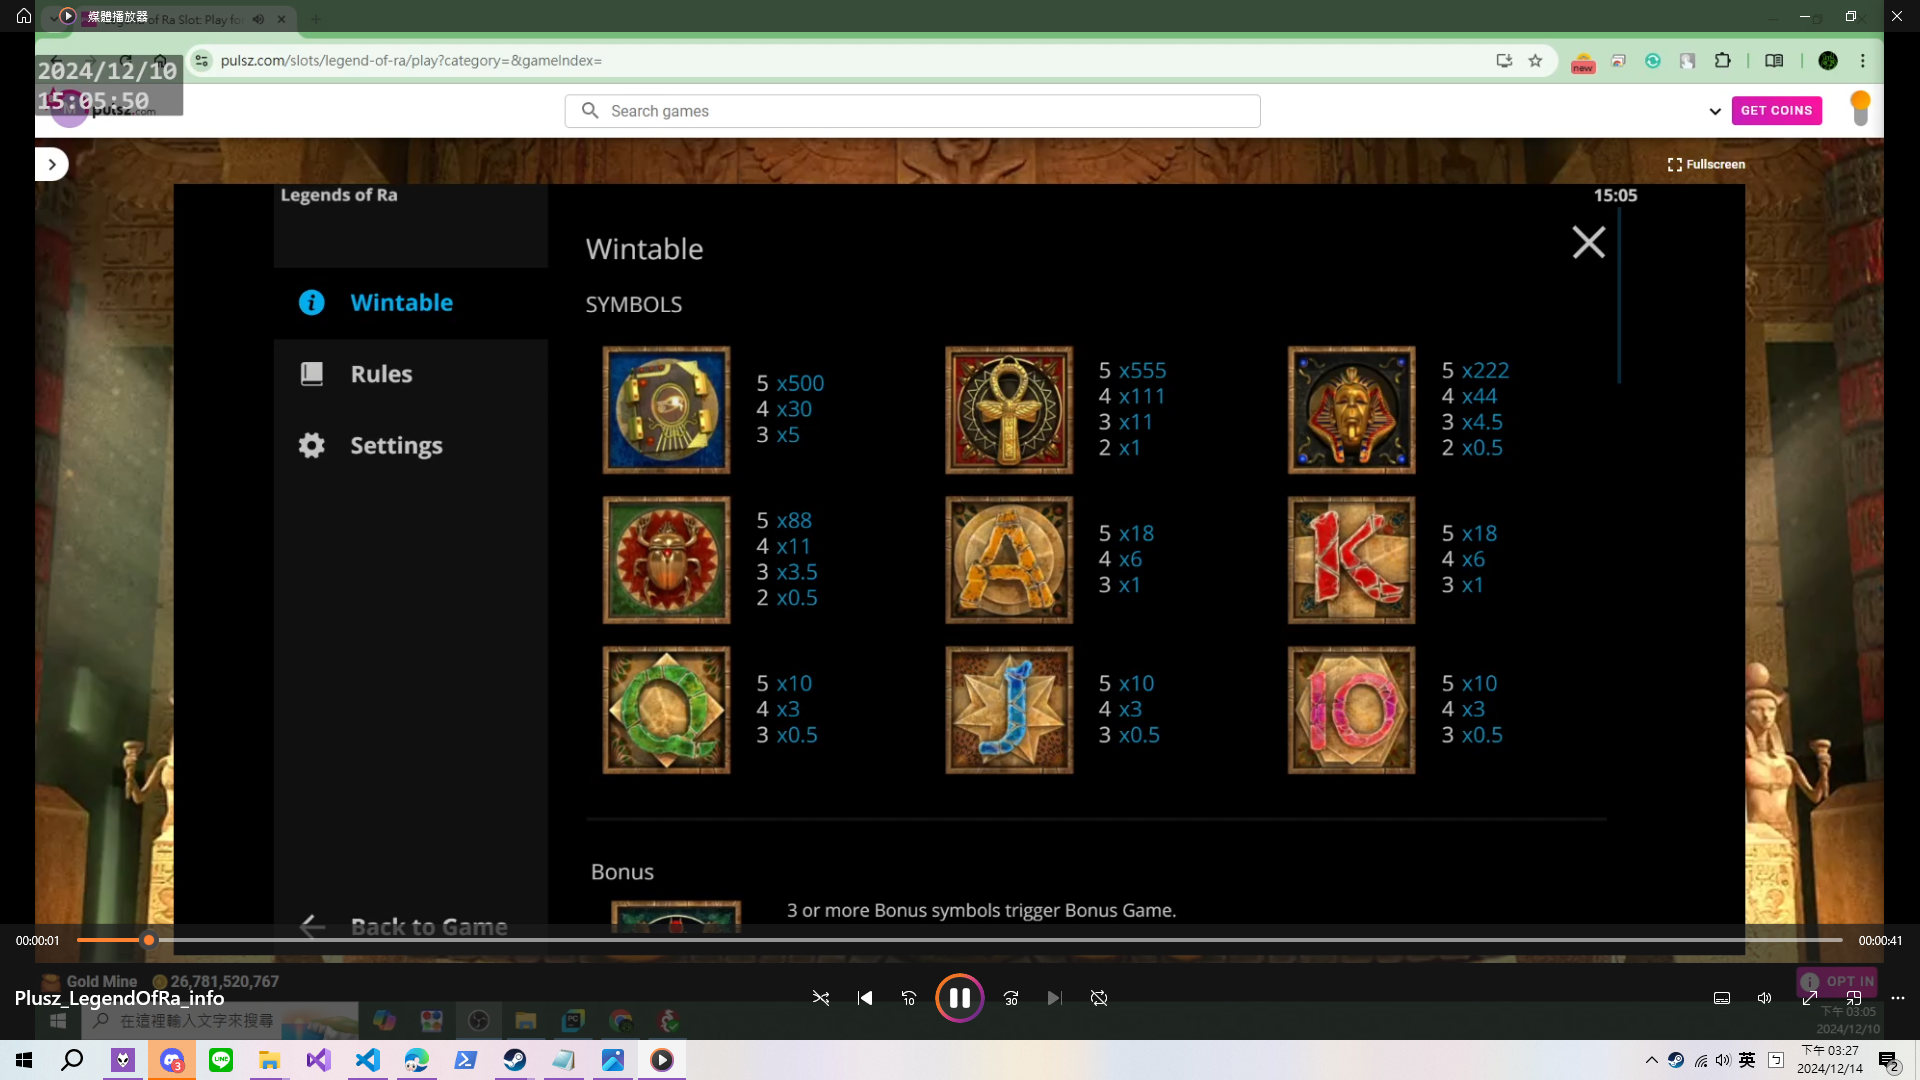 媒體播放器
of Ra Slot: Play fo
2024/12/10
15:05:50
pulsz.com/slots/legend-of-ra/play?category=&gameIndex=
new
pulsz.com
Search games
GET COINS
Fullscreen
Legends of Ra
15:05
Wintable
Wintable
SYMBOLS
Rules
Settings
5 x500
4 x30
3 x5
5 x555
4 x111
3 x11
2 x1
5 x222
4 x44
3 x4.5
2 x0.5
5 x88
4 x11
3 x3.5
2 x0.5
A
5 x18
4 x6
3 x1
K
5 x18
4 x6
3 x1
Q
5 x10
4 x3
3 x0.5
J
5 x10
4 x3
3 x0.5
10
5 x10
4 x3
3 x0.5
Bonus
3 or more Bonus symbols trigger Bonus Game.
Back to Game
00:00:01
00:00:41
Gold Mine 26,781,520,767
OPT IN
Plusz_LegendOfRa_info
10
30
在這裡輸入文字來搜尋
下午 03:05
2024/12/10
3
英
下午 03:27
2024/12/14
2